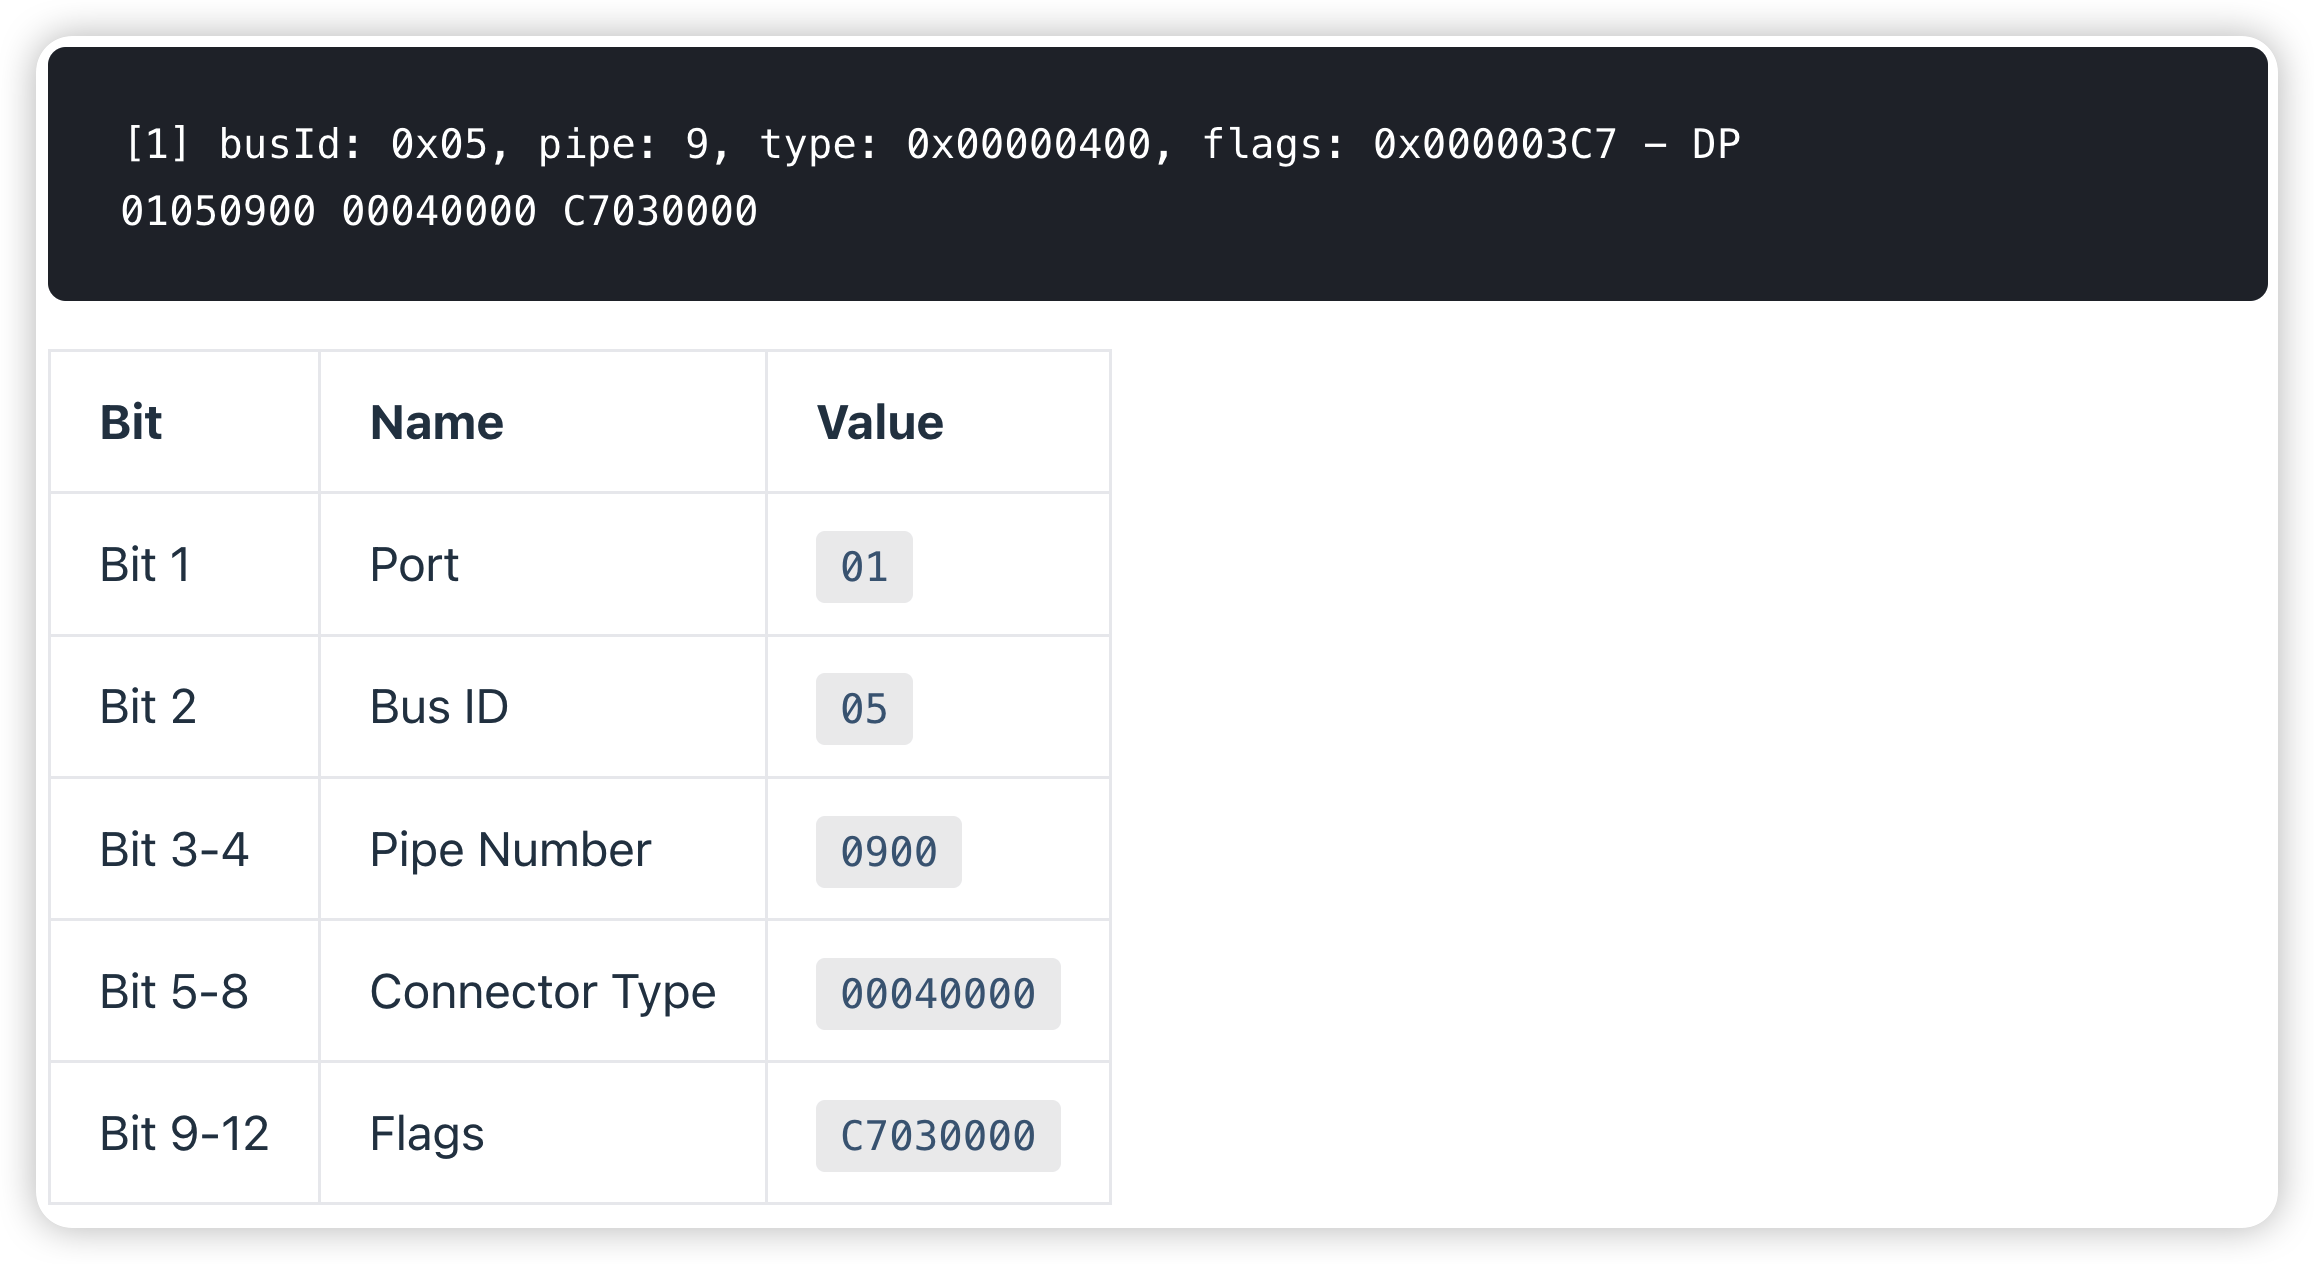 [1] busId: 0x05, pipe: 9, type: 0x00000400, flags: 0x000003C7 - DP
01050900 00040000 C7030000
Bit Name Value
Bit 1 Port 01
Bit 2 Bus ID 05
Bit 3-4 Pipe Number 0900
Bit 5-8 Connector Type 00040000
Bit 9-12 Flags C7030000